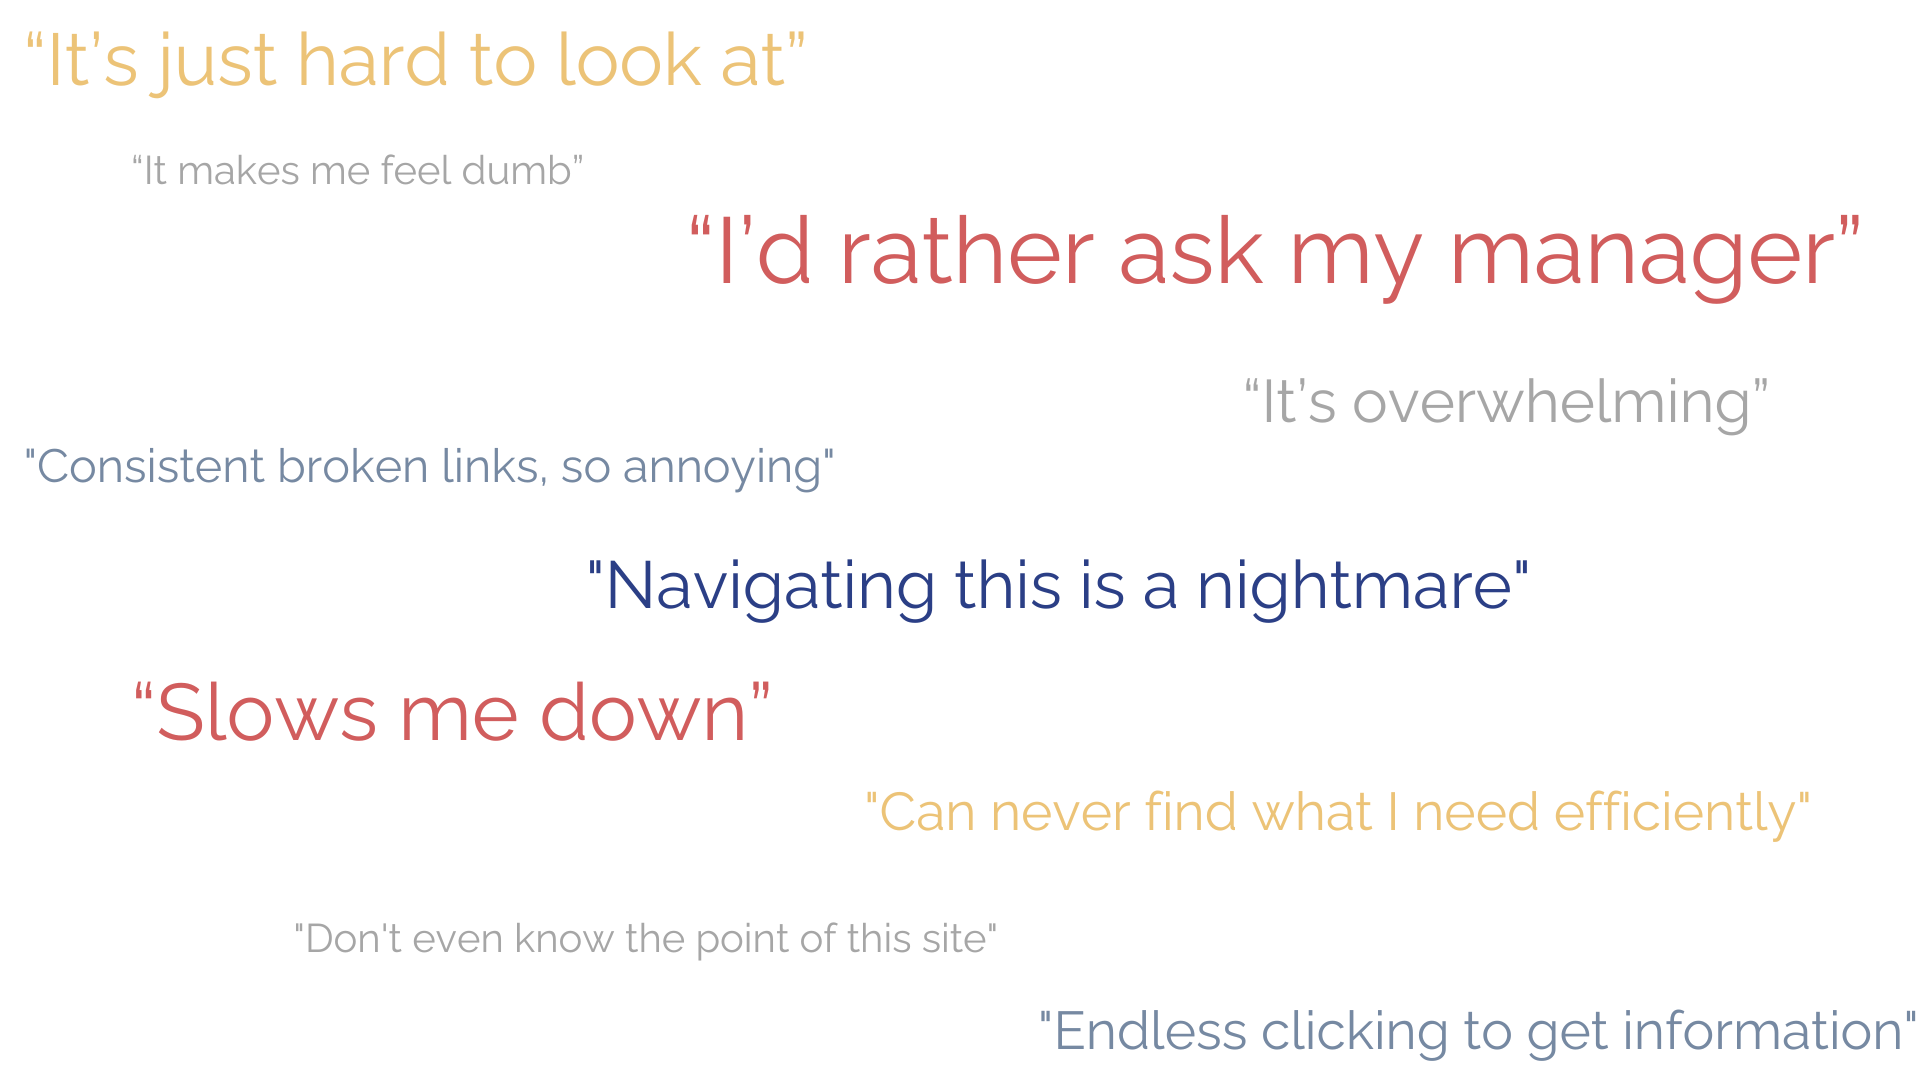 “It’s just hard to look at”
“It makes me feel dumb”
“I’d rather ask my manager”
“It’s overwhelming”
"Consistent broken links, so annoying"
"Navigating this is a nightmare"
“Slows me down”
"Can never find what I need efficiently"
"Don't even know the point of this site"
"Endless clicking to get information"